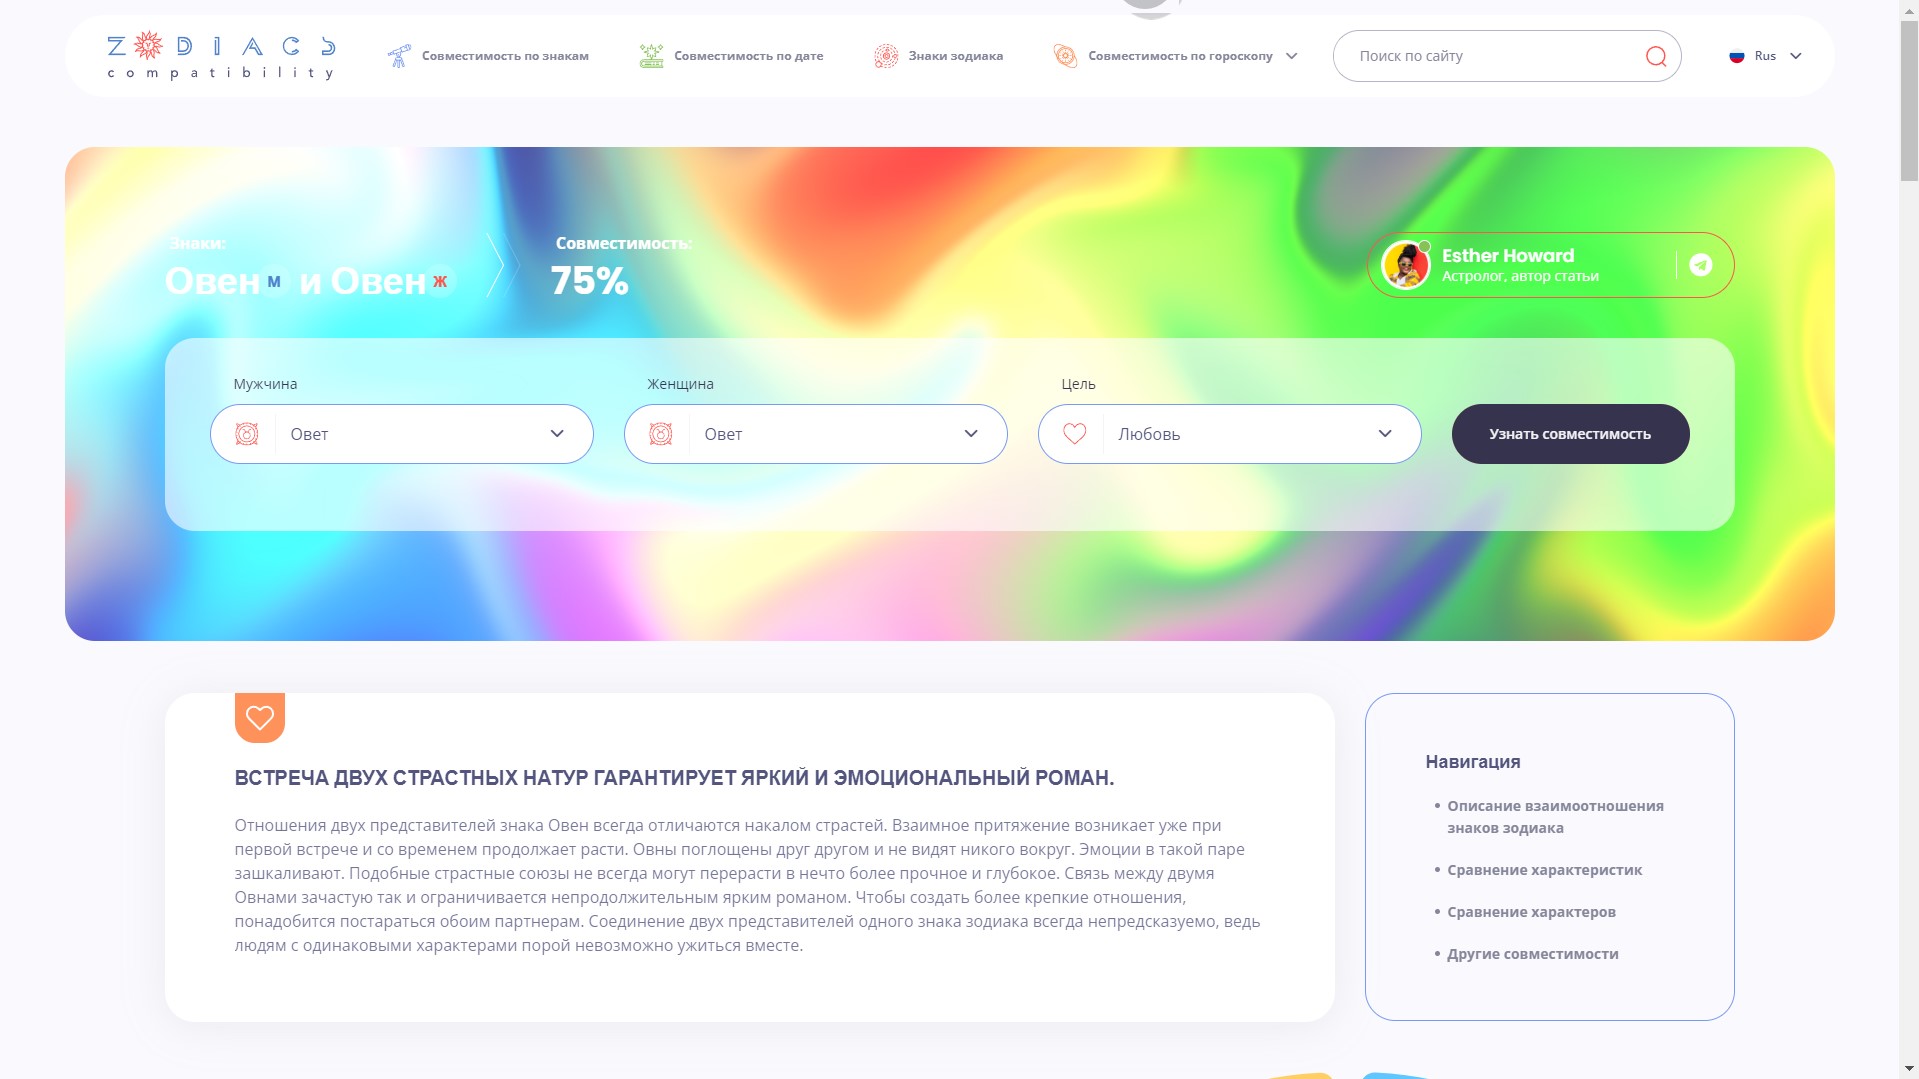 ZODIACS
compatibility
Совместимость по знакам
Совместимость по дате
Знаки зодиака
Совместимость по гороскопу
Поиск по сайту
Rus
Знаки:
Овен м и Овен ж
Совместимость:
75%
Esther Howard
Астролог, автор статьи
Мужчина
Овет
Женщина
Овет
Цель
Любовь
Узнать совместимость
ВСТРЕЧА ДВУХ СТРАСТНЫХ НАТУР ГАРАНТИРУЕТ ЯРКИЙ И ЭМОЦИОНАЛЬНЫЙ РОМАН.
Отношения двух представителей знака Овен всегда отличаются накалом страстей. Взаимное притяжение возникает уже при
первой встрече и со временем продолжает расти. Овны поглощены друг другом и не видят никого вокруг. Эмоции в такой паре
зашкаливают. Подобные страстные союзы не всегда могут перерасти в нечто более прочное и глубокое. Связь между двумя
Овнами зачастую так и ограничивается непродолжительным ярким романом. Чтобы создать более крепкие отношения,
понадобится постараться обоим партнерам. Соединение двух представителей одного знака зодиака всегда непредсказуемо, ведь
людям с одинаковыми характерами порой невозможно ужиться вместе.
Навигация
• Описание взаимоотношения
знаков зодиака
• Сравнение характеристик
• Сравнение характеров
• Другие совместимости